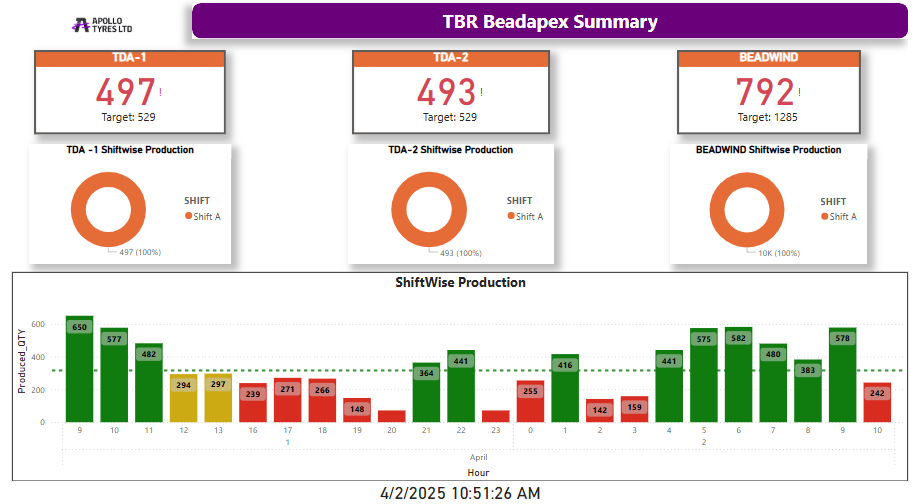 APOLLO
TYRES LTD
TBR Beadapex Summary
TDA-1
497!
Target: 529
TDA-2
493!
Target: 529
BEADWIND
792!
Target: 1285
TDA -1 Shiftwise Production
SHIFT
Shift A
497 (100%)
TDA-2 Shiftwise Production
SHIFT
Shift A
493 (100%)
BEADWIND Shiftwise Production
SHIFT
Shift A
10K (100%)
ShiftWise Production
Produced_QTY
600
400
200
0
650 577 482 294 297 239 271 266 148 364 441 255 416 142 159 441 575 582 480 383 578 242
9 10 11 12 13 16 17 18 19 20 21 22 23 0 1 2 3 4 5 6 7 8 9 10
1 2
April
Hour
4/2/2025 10:51:26 AM